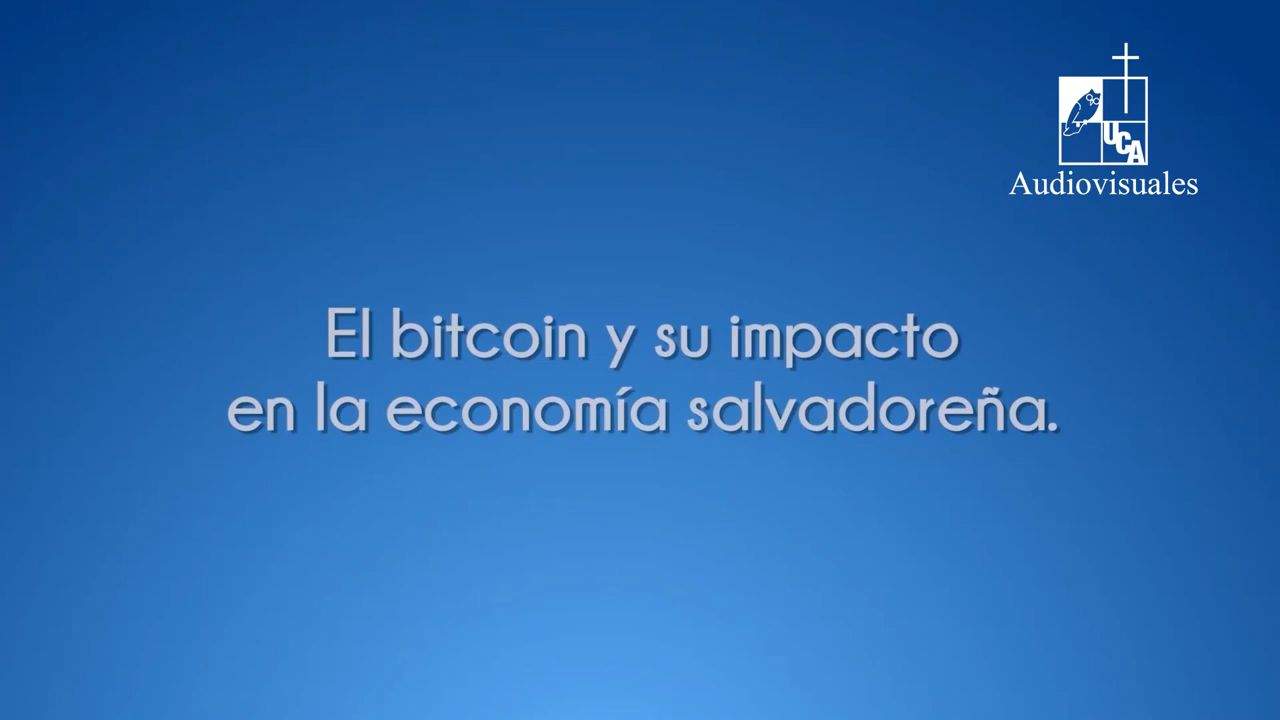 UCA
Audiovisuales
El bitcoin y su impacto
en la economía salvadoreña.